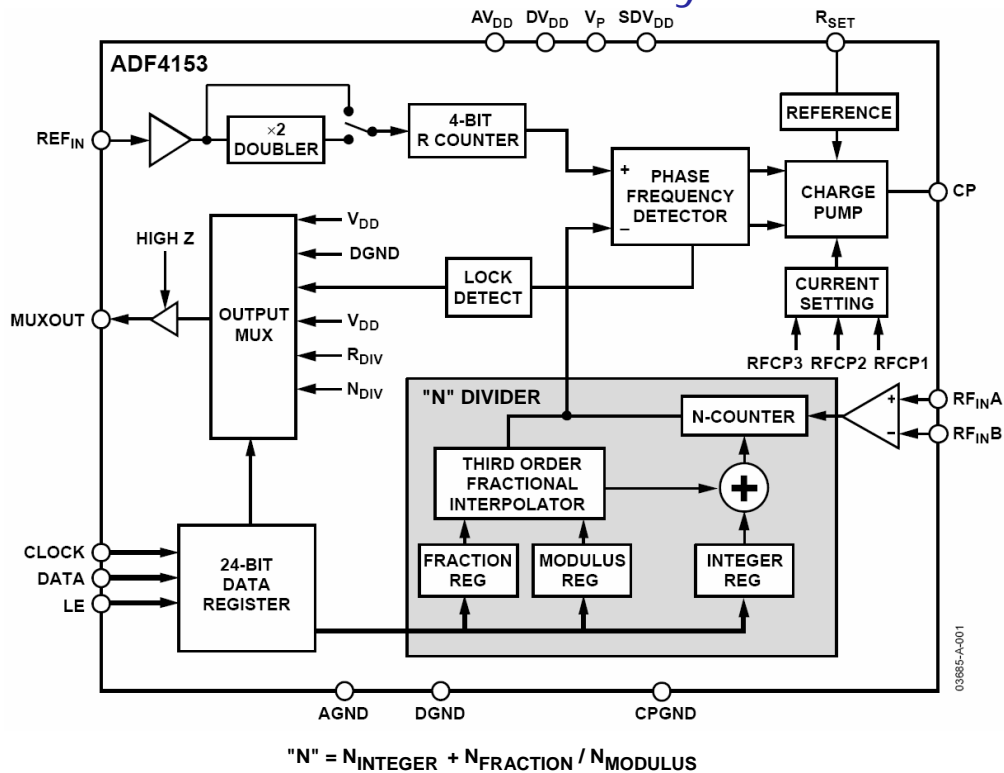 AVDD DVDD VP SDVDD RSET
ADF4153
REFERENCE
4-BIT
R COUNTER
×2
DOUBLER
REFIN
+
−
PHASE
FREQUENCY
DETECTOR
CHARGE
PUMP
CP
HIGH Z
VDD
DGND
LOCK
DETECT
CURRENT
SETTING
OUTPUT
MUX
MUXOUT
VDD
RDIV
NDIV
RFCP3 RFCP2 RFCP1
"N" DIVIDER
N-COUNTER
+
−
RFINA
RFINB
THIRD ORDER
FRACTIONAL
INTERPOLATOR
+
CLOCK
DATA
LE
24-BIT
DATA
REGISTER
FRACTION
REG
MODULUS
REG
INTEGER
REG
03685-A-001
AGND DGND CPGND
"N" = NINTEGER + NFRACTION / NMODULUS